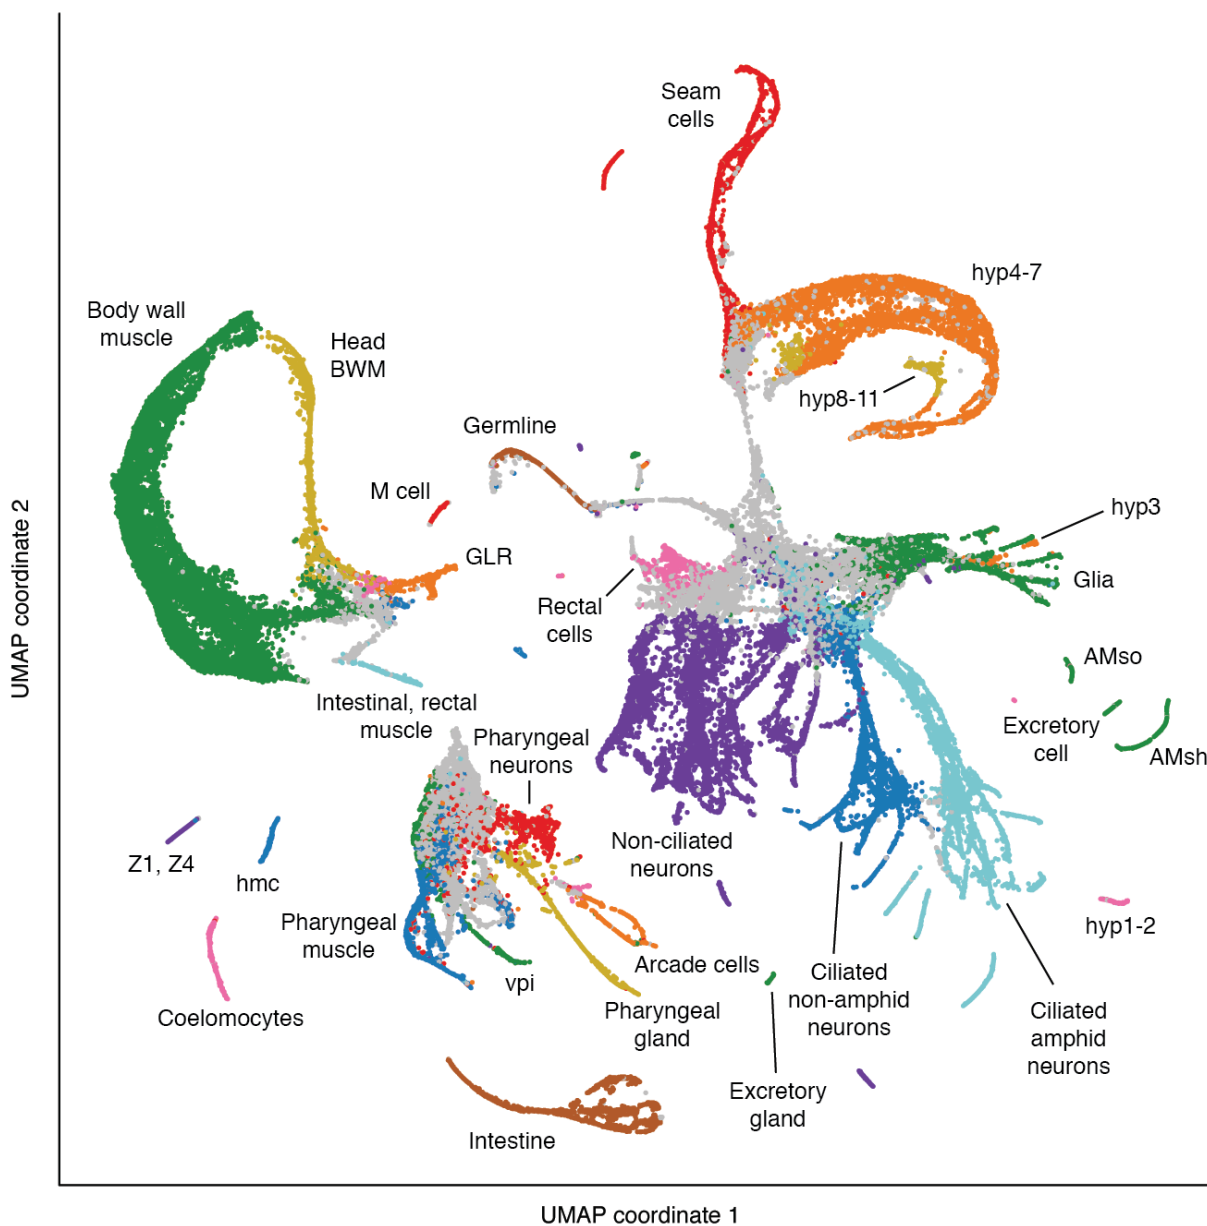 Seam
cells
hyp4-7
Body wall
muscle
Head
BWM
hyp8-11
Germline
M cell
hyp3
GLR
Glia
Rectal
cells
AMso
Intestinal, rectal
muscle
Excretory
cell
Pharyngeal
neurons
AMsh
Non-ciliated
neurons
Z1, Z4
hmc
Pharyngeal
muscle
hyp1-2
Arcade cells
vpi
Ciliated
non-amphid
neurons
Coelomocytes
Pharyngeal
gland
Ciliated
amphid
neurons
Excretory
gland
Intestine
UMAP coordinate 2
UMAP coordinate 1